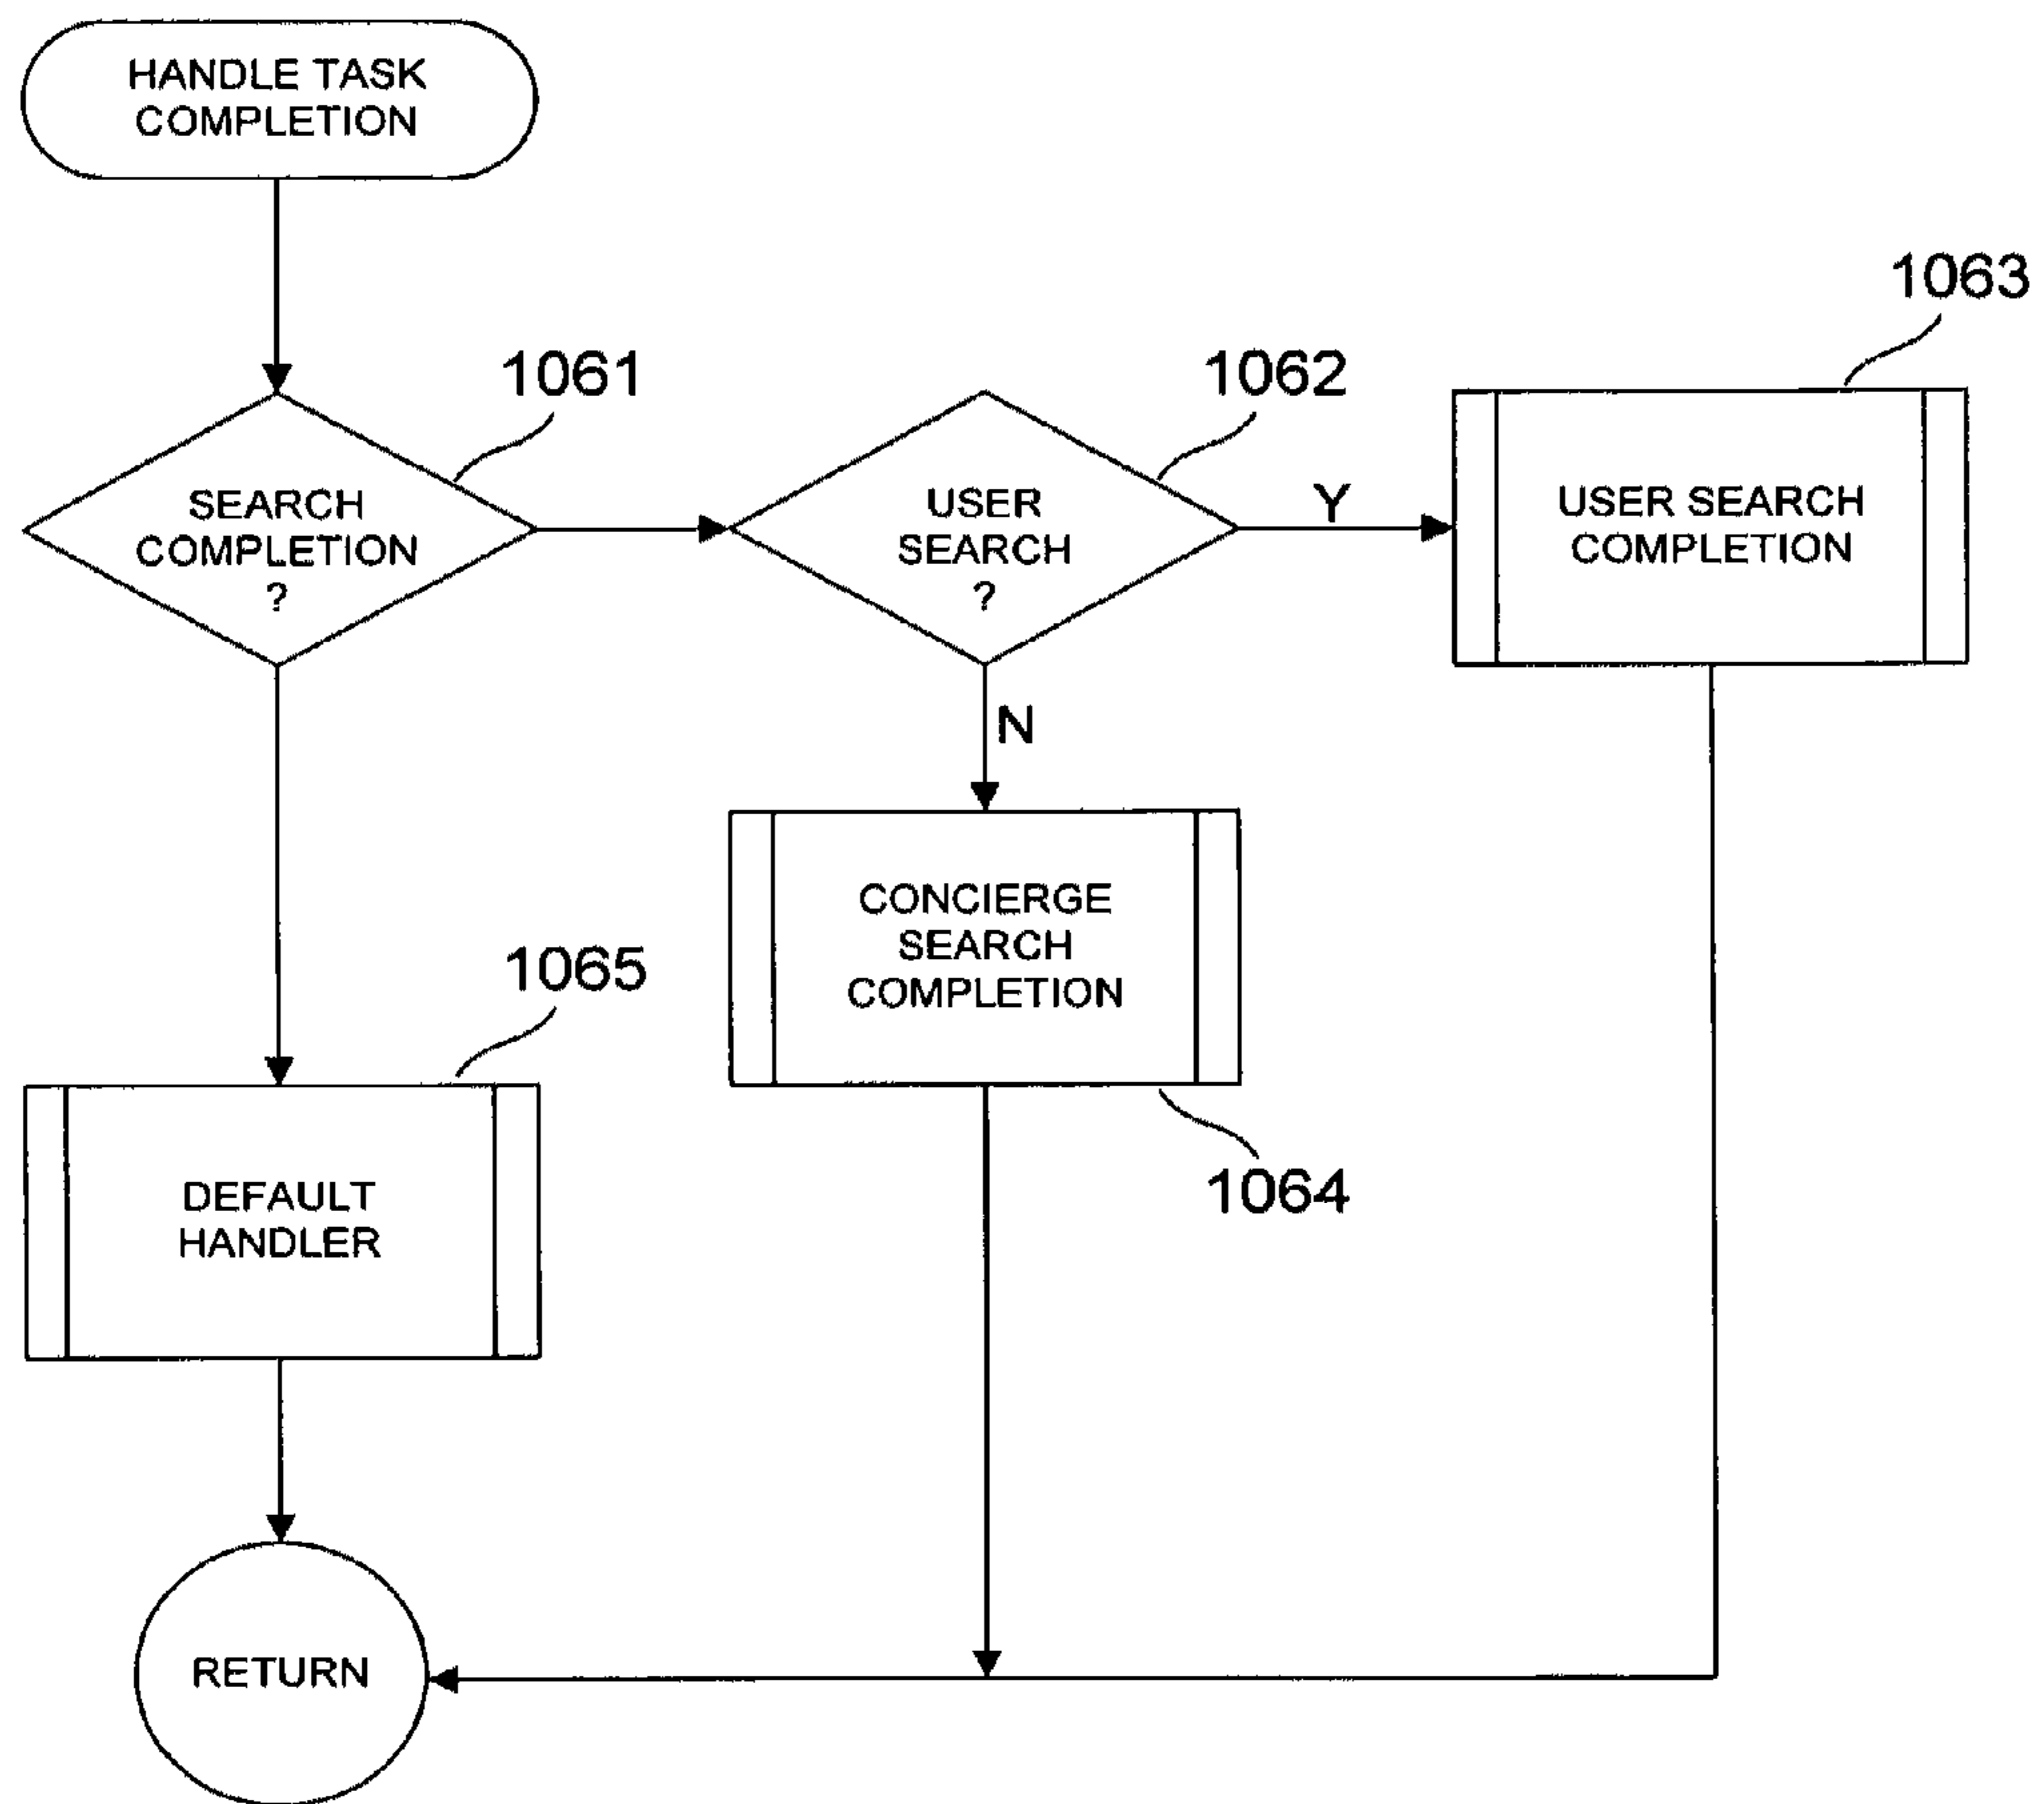 HANDLE TASK
COMPLETION
1063
1061
1062
SEARCH
COMPLETION
?
USER
SEARCH
?
Y
USER SEARCH
COMPLETION
N
CONCIERGE
SEARCH
COMPLETION
1065
1064
DEFAULT
HANDLER
RETURN